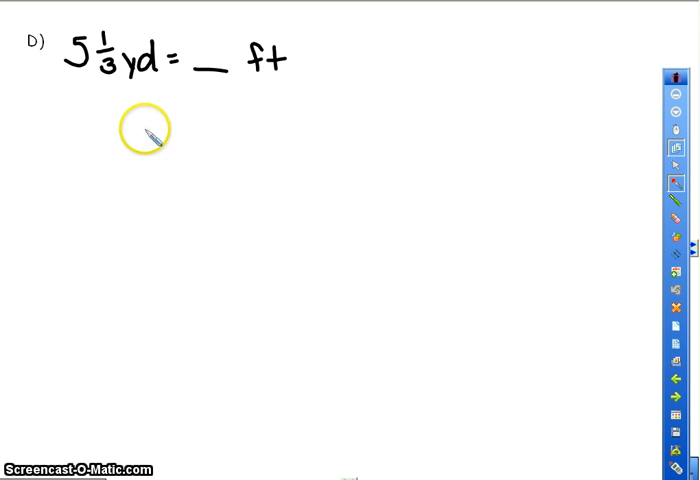 D) 5 1/3 yd = __ ft
Screencast-O-Matic.com